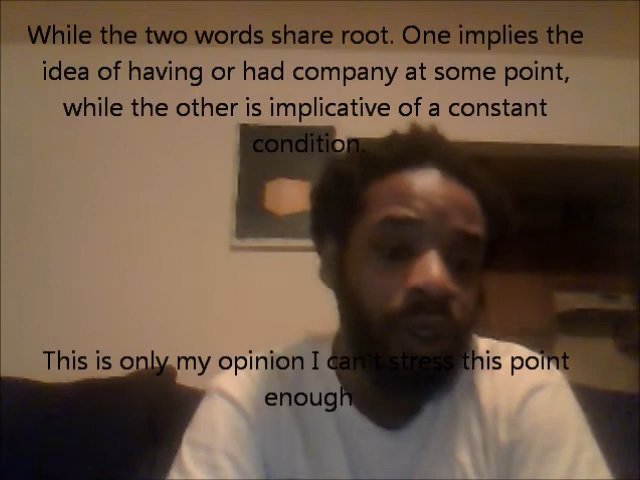 While the two words share root. One implies the
idea of having or had company at some point,
while the other is implicative of a constant
condition.
This is only my opinion I can't stress this point
enough